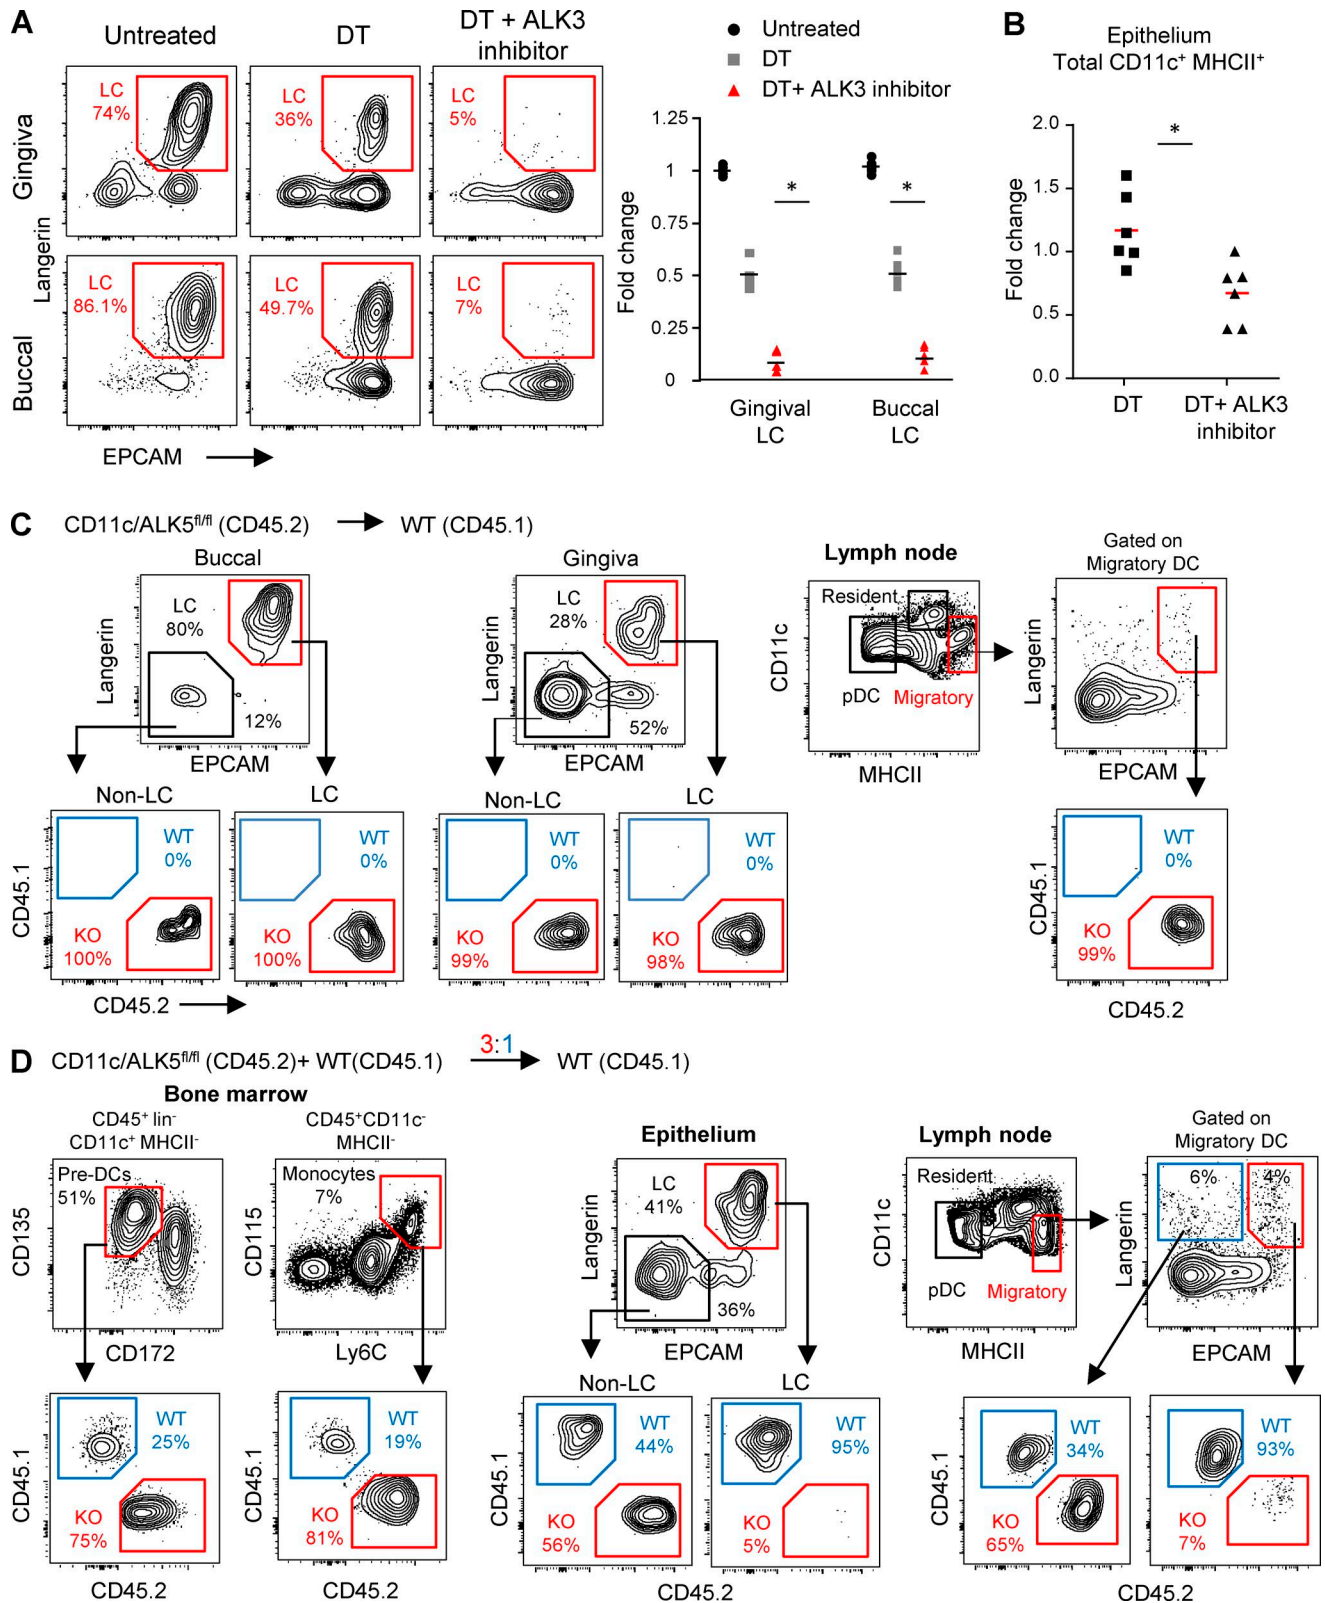 A
Untreated
DT
DT + ALK3
inhibitor
Gingiva
Buccal
Langerin
LC
74%
LC
36%
LC
5%
LC
86.1%
LC
49.7%
LC
7%
EPCAM
Untreated
DT
DT+ ALK3 inhibitor
Fold change
1.25
1
0.75
0.5
0.25
0
*
*
Gingival
LC
Buccal
LC
B
Epithelium
Total CD11c⁺ MHCII⁺
Fold change
2.0
1.5
1.0
0.5
0.0
*
DT
DT+ ALK3
inhibitor
C
CD11c/ALK5fl/fl (CD45.2)
WT (CD45.1)
Buccal
Langerin
LC
80%
12%
EPCAM
Gingiva
Langerin
LC
28%
52%
EPCAM
Lymph node
CD11c
Resident
pDC
Migratory
MHCII
Gated on
Migratory DC
Langerin
EPCAM
Non-LC
LC
Non-LC
LC
CD45.1
WT
0%
KO
100%
WT
0%
KO
100%
WT
0%
KO
99%
WT
0%
KO
98%
CD45.2
CD45.1
WT
0%
KO
99%
CD45.2
D
CD11c/ALK5fl/fl (CD45.2)+ WT(CD45.1)
3:1
WT (CD45.1)
Bone marrow
CD45⁺ lin⁻
CD11c⁺ MHCII⁻
CD45⁺CD11c⁻
MHCII⁻
Pre-DCs
51%
CD135
CD172
Monocytes
7%
CD115
Ly6C
Epithelium
Langerin
LC
41%
36%
EPCAM
Lymph node
CD11c
Resident
pDC
Migratory
MHCII
Gated on
Migratory DC
Langerin
6%
4%
EPCAM
CD45.1
WT
25%
KO
75%
CD45.2
CD45.1
WT
19%
KO
81%
CD45.2
Non-LC
LC
CD45.1
WT
44%
KO
56%
WT
95%
KO
5%
CD45.2
CD45.1
WT
34%
KO
65%
WT
93%
KO
7%
CD45.2